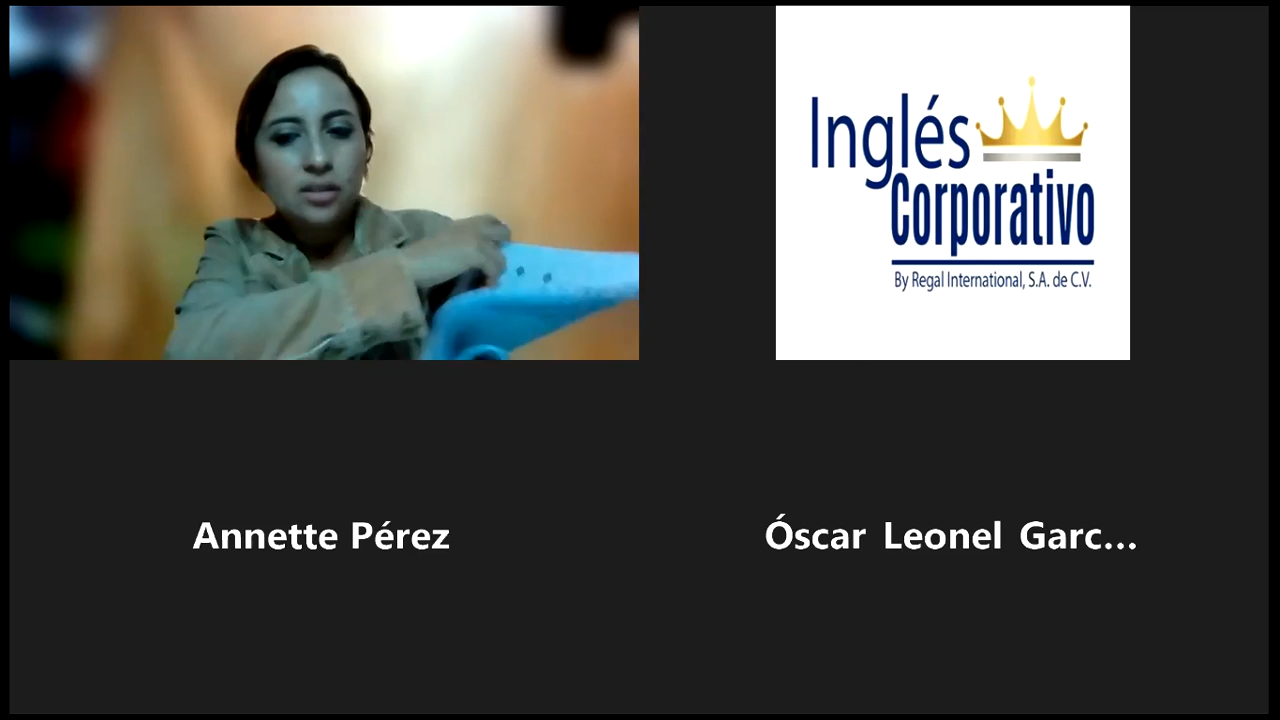 Inglés
Corporativo
By Regal International, S.A. de C.V.
Annette Pérez
Óscar Leonel Garc...